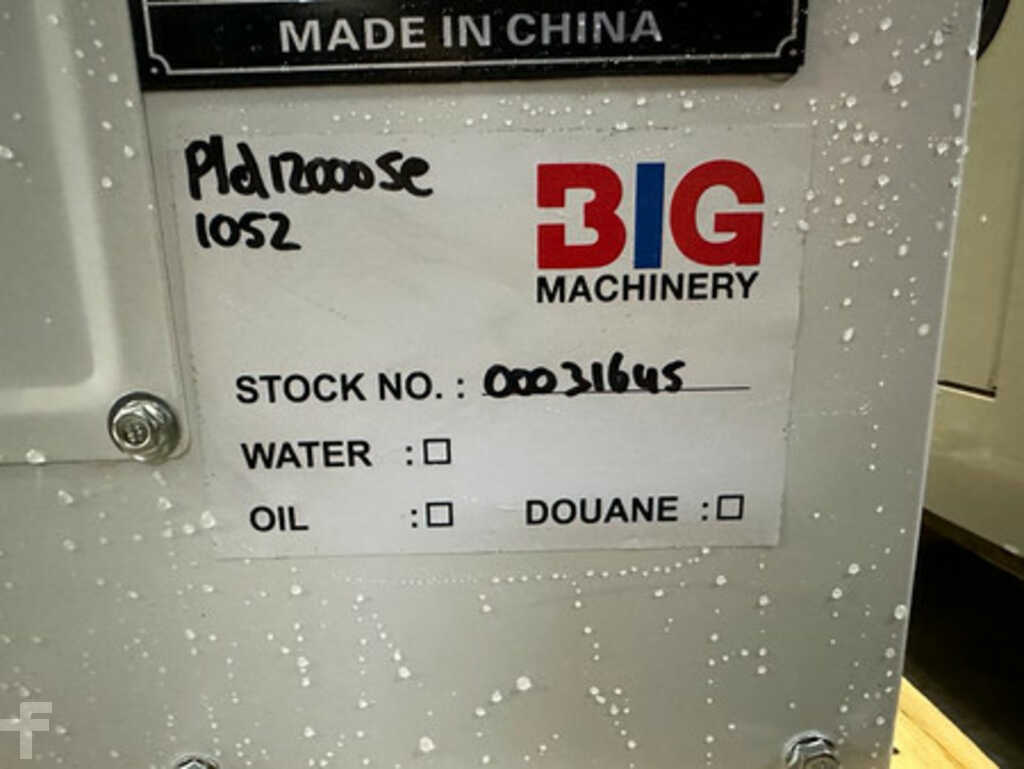 MADE IN CHINA
Pld12000se
1052
BIG
MACHINERY
STOCK NO. : 00031645
WATER : ☐
OIL : ☐ DOUANE : ☐